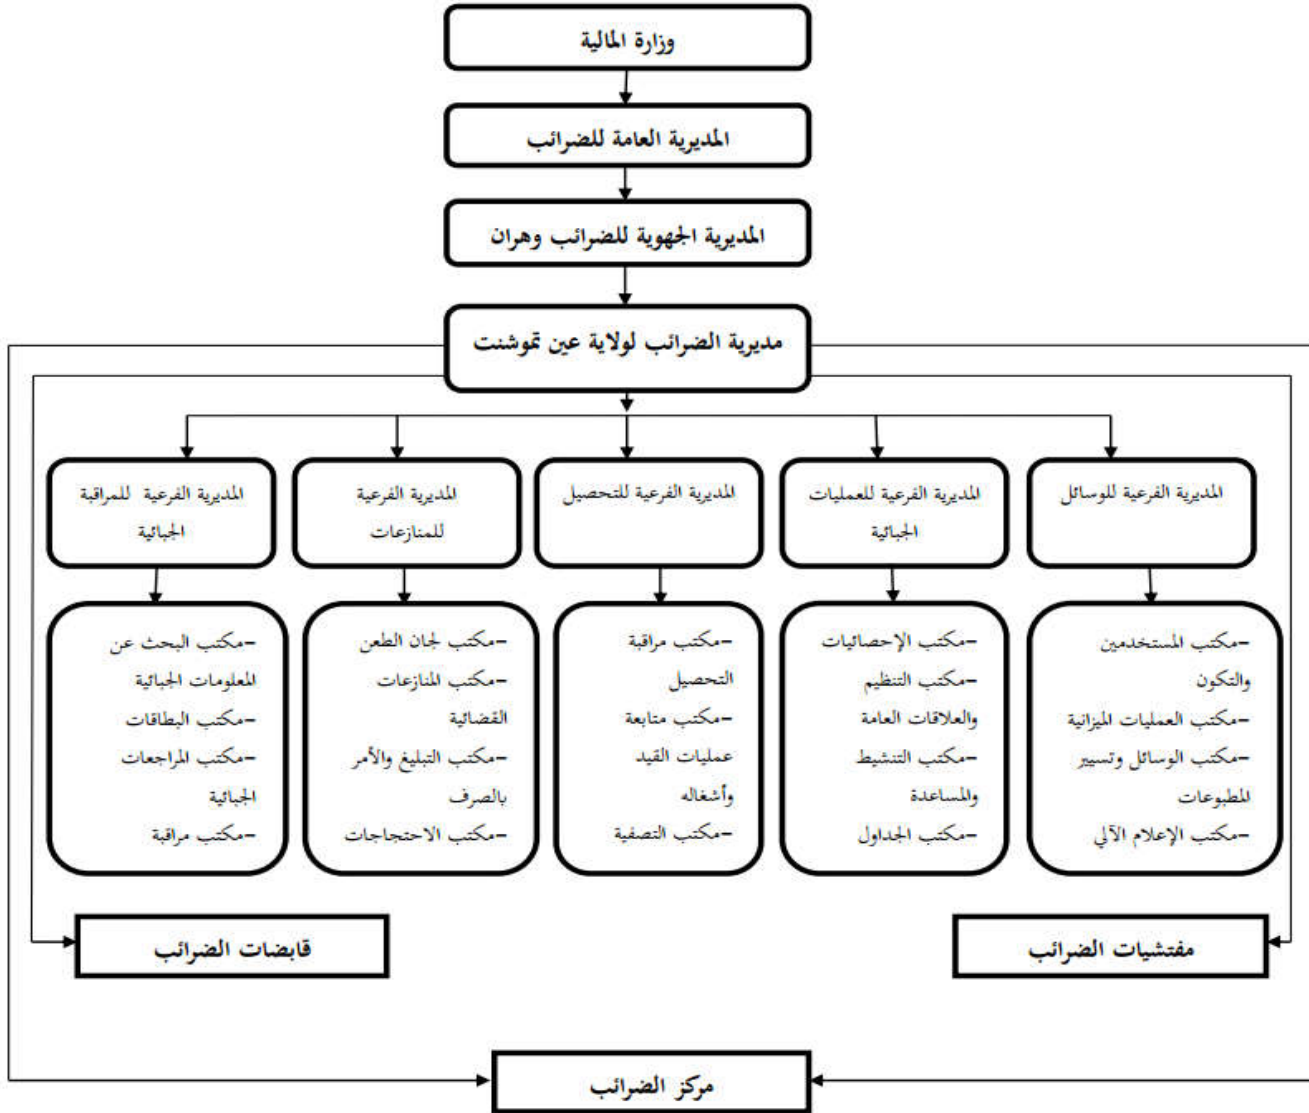 وزارة المالية
المديرية العامة للضرائب
المديرية الجهوية للضرائب وهران
مديرية الضرائب لولاية عين تموشنت
المديرية الفرعية للوسائل
المديرية الفرعية للعمليات
الجبائية
المديرية الفرعية للتحصيل
المديرية الفرعية
للمنازعات
المديرية الفرعية للمراقبة
الجبائية
-مكتب المستخدمين
والتكون
-مكتب العمليات الميزانية
-مكتب الوسائل وتسيير
المطبوعات
-مكتب الإعلام الآلي
-مكتب الإحصائيات
-مكتب التنظيم
والعلاقات العامة
-مكتب التنشيط
والمساعدة
-مكتب الجداول
-مكتب مراقبة
التحصيل
-مكتب متابعة
عمليات القيد
وأشغاله
-مكتب التصفية
-مكتب لجان الطعن
-مكتب المنازعات
القضائية
-مكتب التبليغ والأمر
بالصرف
-مكتب الاحتجاجات
-مكتب البحث عن
المعلومات الجبائية
-مكتب البطاقات
-مكتب المراجعات
الجبائية
-مكتب مراقبة
مفتشيات الضرائب
قابضات الضرائب
مركز الضرائب